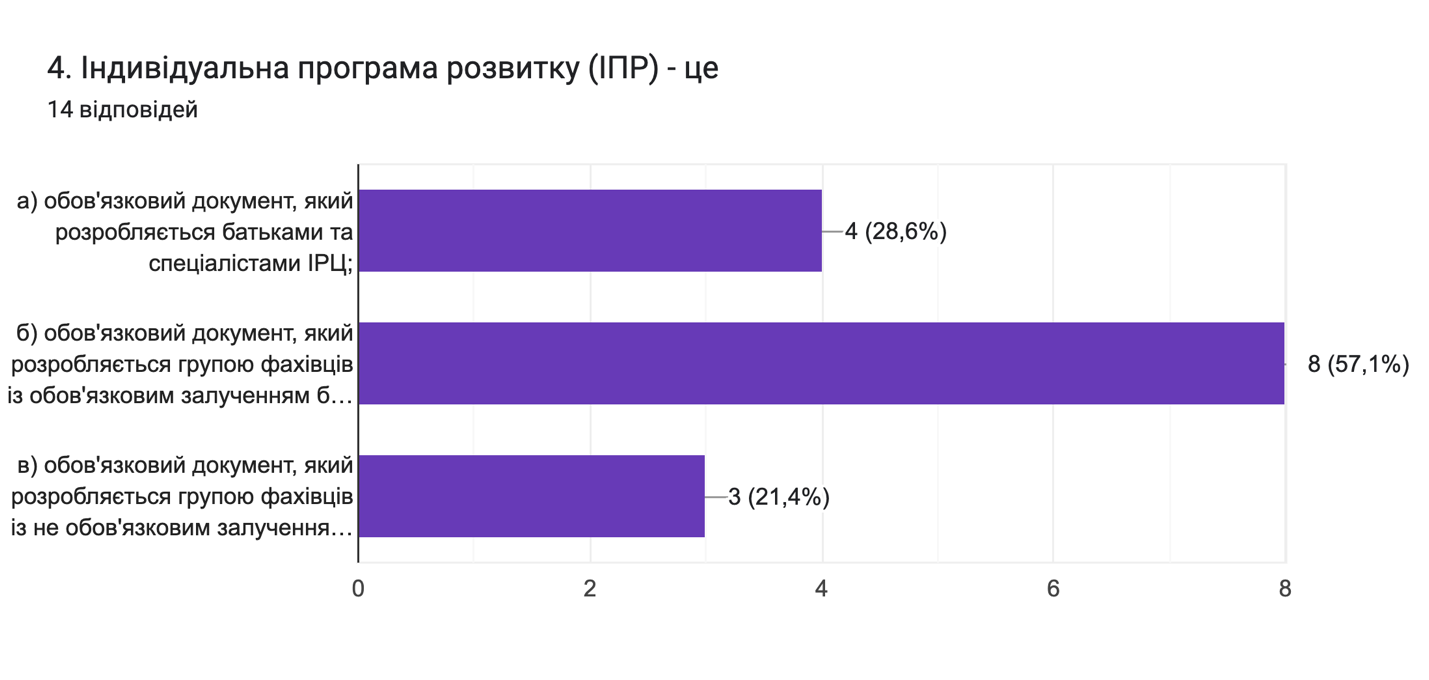 4. Індивідуальна програма розвитку (ІПР) - це
14 відповідей
а) обов'язковий документ, який
розробляється батьками та
спеціалістами ІРЦ;
4 (28,6%)
б) обов'язковий документ, який
розробляється групою фахівців
із обов'язковим залученням б…
8 (57,1%)
в) обов'язковий документ, який
розробляється групою фахівців
із не обов'язковим залучення…
3 (21,4%)
0 2 4 6 8